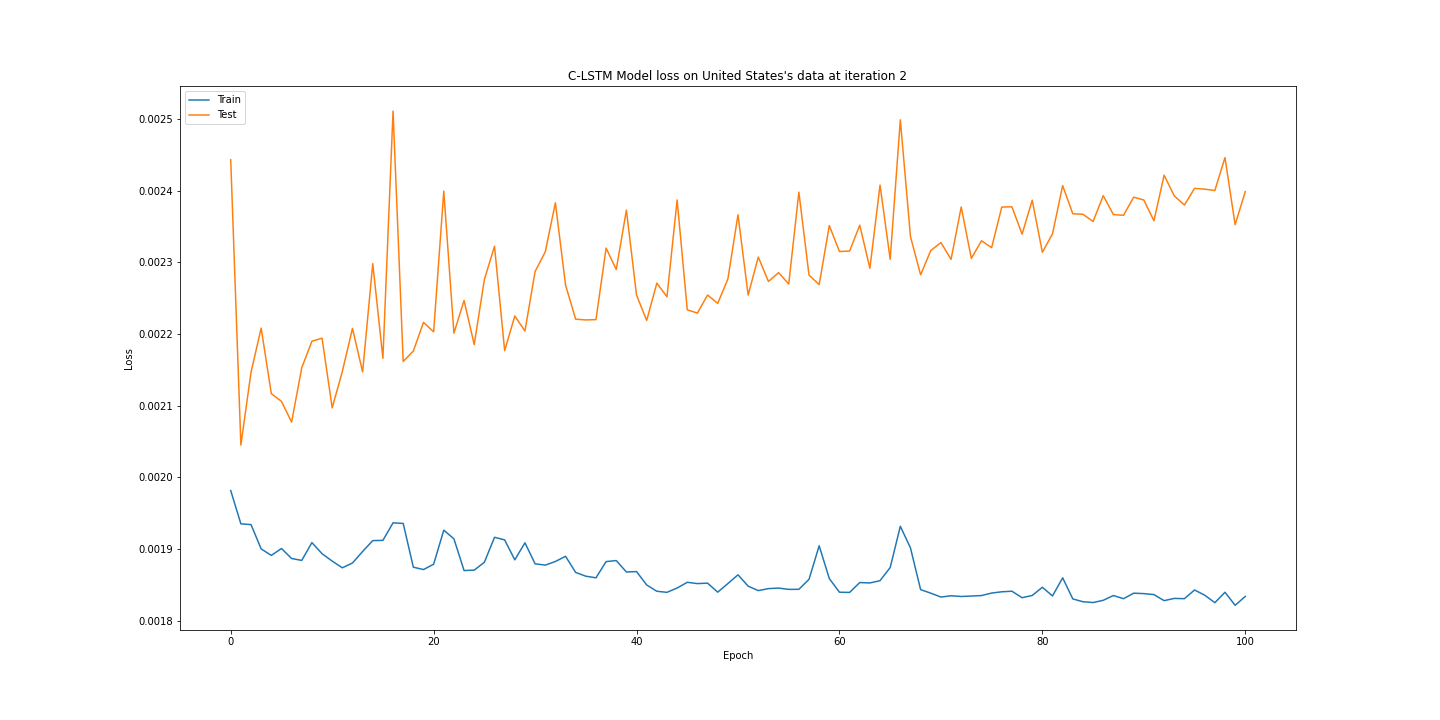 C-LSTM Model loss on United States's data at iteration 2
Train
Test
0.0025
0.0024
0.0023
0.0022
0.0021
0.0020
0.0019
0.0018
Loss
0 20 40 60 80 100
Epoch